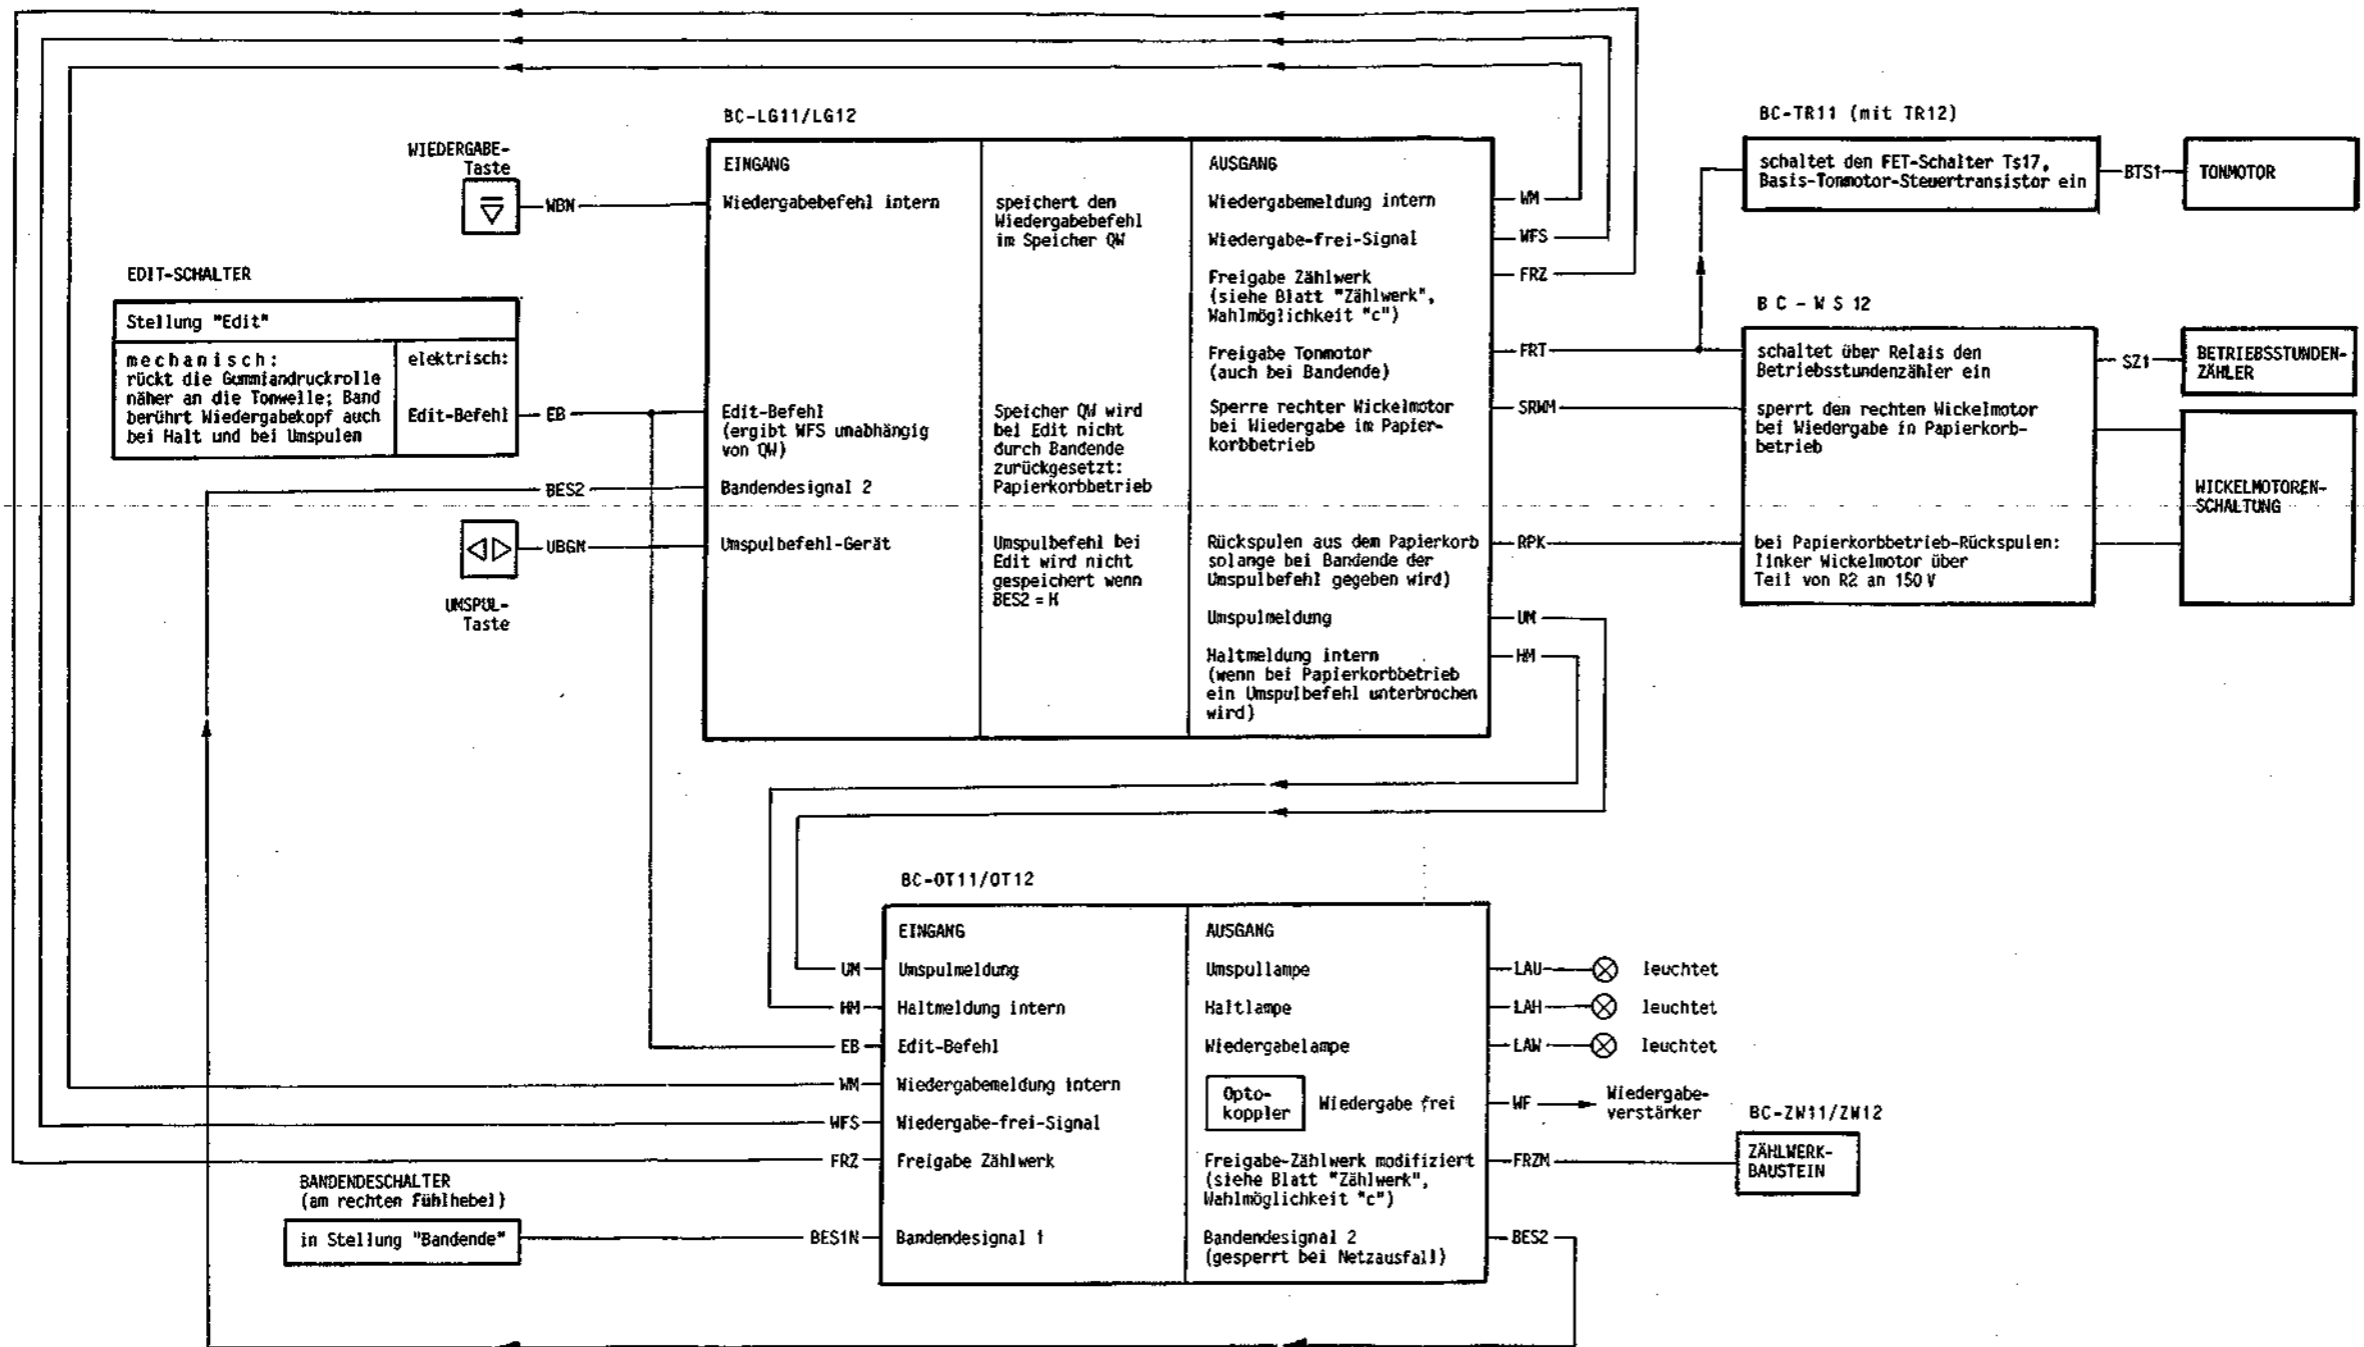 BC-LG11/LG12
WIEDERGABE-
Taste
WBN
EINGANG
Wiedergabebefehl intern
speichert den
Wiedergabebefehl
im Speicher QW
AUSGANG
Wiedergabemeldung intern
WM
Wiedergabe-frei-Signal
WFS
Freigabe Zählwerk
(siehe Blatt "Zählwerk",
Wahlmöglichkeit "c")
FRZ
Freigabe Tonmotor
(auch bei Bandende)
FRT
EDIT-SCHALTER
Stellung "Edit"
mechanisch:
rückt die Gummiandruckrolle
näher an die Tonwelle; Band
berührt Wiedergabekopf auch
bei Halt und bei Umspulen
elektrisch:
Edit-Befehl
EB
Edit-Befehl
(ergibt WFS unabhängig
von QW)
Speicher QW wird
bei Edit nicht
durch Bandende
zurückgesetzt:
Papierkorbbetrieb
Sperre rechter Wickelmotor
bei Wiedergabe im Papier-
korbbetrieb
SRWM
BES2
Bandendesignal 2
UBGN
UMSPUL-
Taste
Umspulbefehl-Gerät
Umspulbefehl bei
Edit wird nicht
gespeichert wenn
BES2 = H
Rückspulen aus dem Papierkorb
solange bei Bandende der
Umspulbefehl gegeben wird)
RPK
Umspulmeldung
UM
Haltmeldung intern
(wenn bei Papierkorbbetrieb
ein Umspulbefehl unterbrochen
wird)
HM
BC-TR11 (mit TR12)
schaltet den FET-Schalter Ts17,
Basis-Tonmotor-Steuertransistor ein
BTS1
TONMOTOR
BC-WS 12
schaltet über Relais den
Betriebsstundenzähler ein
SZ1
BETRIEBSSTUNDEN-
ZÄHLER
sperrt den rechten Wickelmotor
bei Wiedergabe in Papierkorb-
betrieb
WICKELMOTOREN-
SCHALTUNG
bei Papierkorbbetrieb-Rückspulen:
linker Wickelmotor über
Teil von R2 an 150 V
BC-OT11/OT12
EINGANG
AUSGANG
UM
Umspulmeldung
Umspullampe
LAU
leuchtet
HM
Haltmeldung intern
Haltlampe
LAH
leuchtet
EB
Edit-Befehl
Wiedergabelampe
LAW
leuchtet
WM
Wiedergabemeldung intern
Opto-
koppler
Wiedergabe frei
WF
Wiedergabe-
verstärker
WFS
Wiedergabe-frei-Signal
FRZ
Freigabe Zählwerk
Freigabe-Zählwerk modifiziert
(siehe Blatt "Zählwerk",
Wahlmöglichkeit "c")
FRZM
BC-ZW11/ZW12
ZÄHLWERK-
BAUSTEIN
BANDENDESCHALTER
(am rechten Fühlhebel)
in Stellung "Bandende"
BES1N
Bandendesignal 1
Bandendesignal 2
(gesperrt bei Netzausfall)
BES2